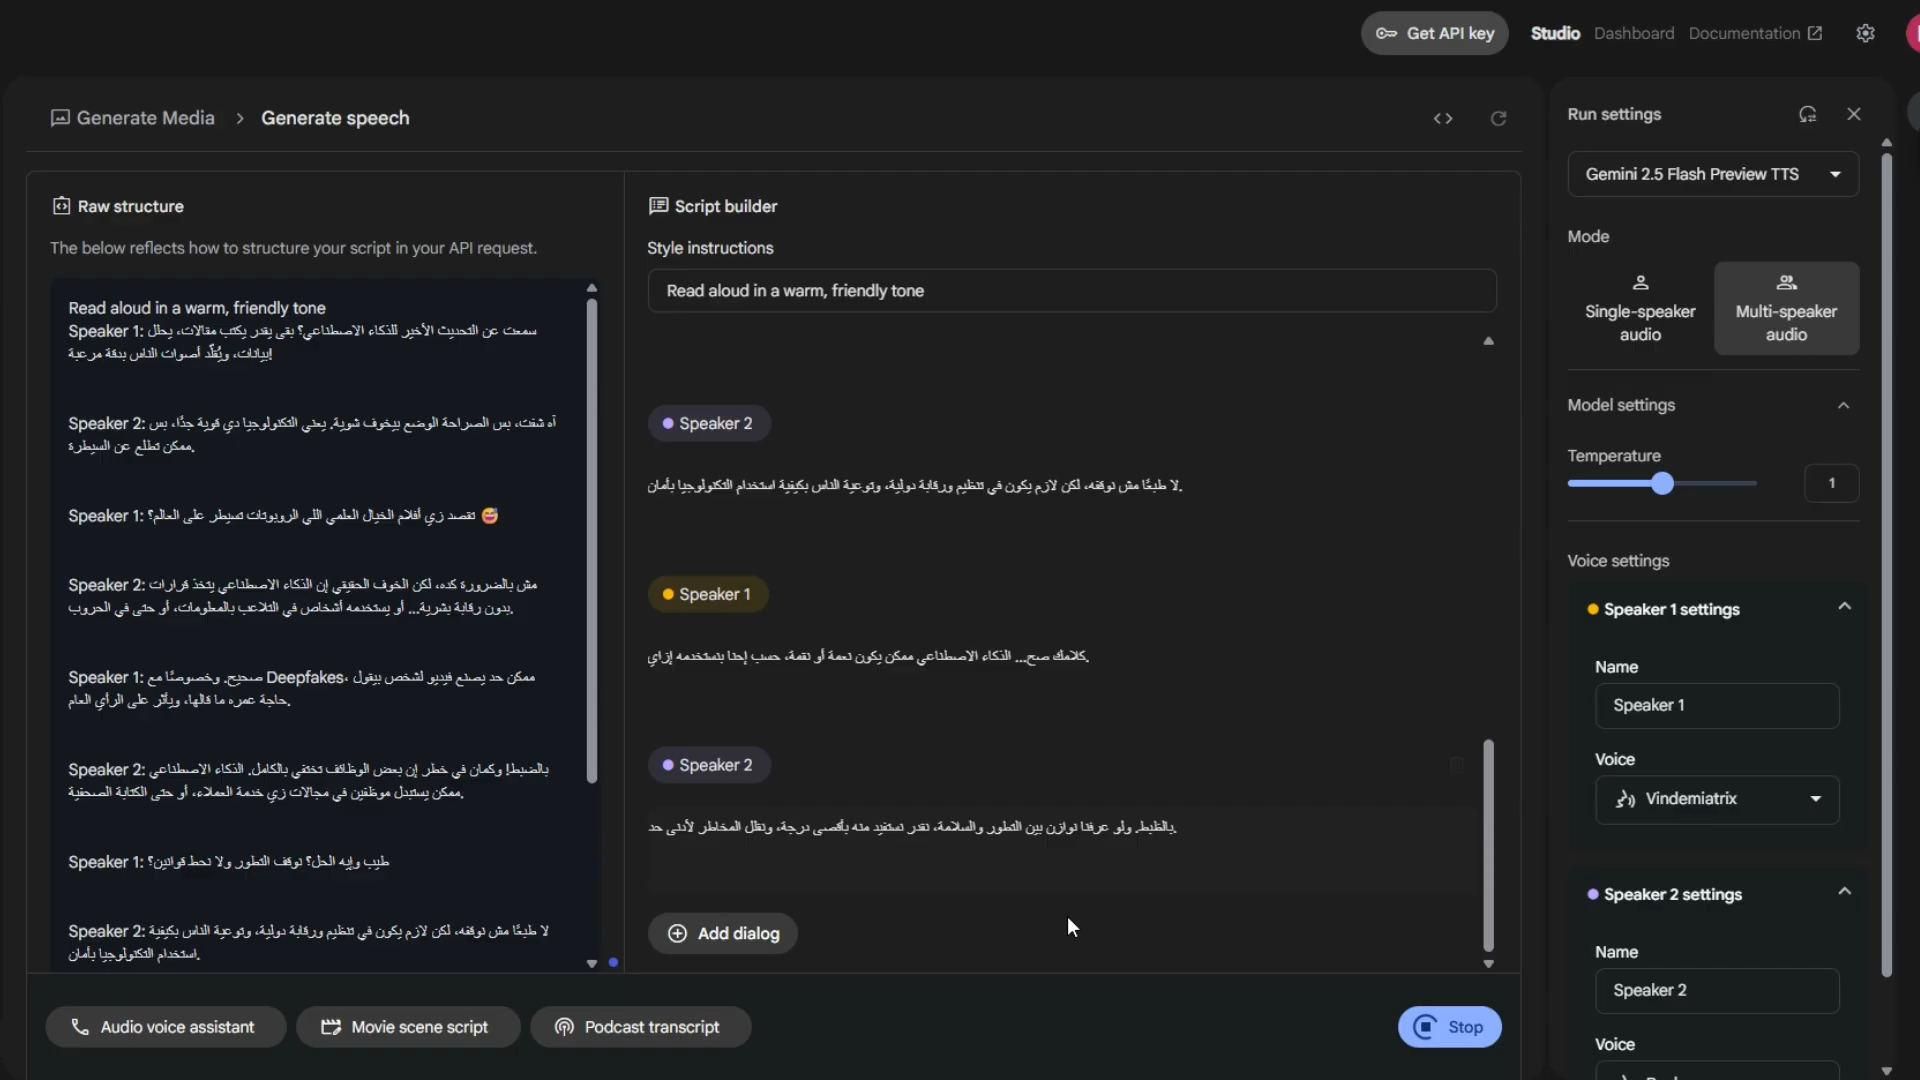 Get API key
Studio
Dashboard
Documentation
Generate Media > Generate speech
Raw structure
The below reflects how to structure your script in your API request.
Read aloud in a warm, friendly tone
Speaker 1: سمعت عن التحديث الأخير للذكاء الاصطناعي؟ بقى يقدر يكتب مقالات، يحلل
بيانات، ويُقلّد أصوات الناس بدقة مرعبة!
Speaker 2: آه شفت، بس الصراحة الوضع بيخوف شوية. يعني التكنولوجيا دي قوية جدًا، بس
ممكن تطلع عن السيطرة.
Speaker 1: تقصد زي أفلام الخيال العلمي اللي الروبوتات تسيطر على العالم؟ 😅
Speaker 2: مش بالضرورة كده، لكن الخوف الحقيقي إن الذكاء الاصطناعي يتخذ قرارات
بدون رقابة بشرية... أو يستخدمه أشخاص في التلاعب بالمعلومات، أو حتى في الحروب.
Speaker 1: صحيح. وخصوصًا مع Deepfakes، ممكن حد يصنع فيديو لشخص بيقول
حاجة عمره ما قالها، ويأثر على الرأي العام.
Speaker 2: بالضبط! وكمان في خطر إن بعض الوظائف تختفي بالكامل. الذكاء الاصطناعي
ممكن يستبدل موظفين في مجالات زي خدمة العملاء، أو حتى الكتابة الصحفية.
Speaker 1: طيب وإيه الحل؟ نوقف التطور ولا نحط قوانين؟
Speaker 2: لا طبعًا مش نوقفه، لكن لازم يكون في تنظيم ورقابة دولية، وتوعية الناس بكيفية
استخدام التكنولوجيا بأمان.
Script builder
Style instructions
Read aloud in a warm, friendly tone
Speaker 2
لا طبعًا مش نوقفه، لكن لازم يكون في تنظيم ورقابة دولية، وتوعية الناس بكيفية استخدام التكنولوجيا بأمان.
Speaker 1
كلامك صح... الذكاء الاصطناعي ممكن يكون نعمة أو نقمة، حسب إحنا بنستخدمه إزاي.
Speaker 2
بالظبط. ولو عرفنا نوازن بين التطور والسلامة، نقدر نستفيد منه بأقصى درجة، ونقلل المخاطر لأدنى حد.
Add dialog
Audio voice assistant
Movie scene script
Podcast transcript
Stop
Run settings
Gemini 2.5 Flash Preview TTS
Mode
Single-speaker
audio
Multi-speaker
audio
Model settings
Temperature
1
Voice settings
Speaker 1 settings
Name
Speaker 1
Voice
Vindemiatrix
Speaker 2 settings
Name
Speaker 2
Voice